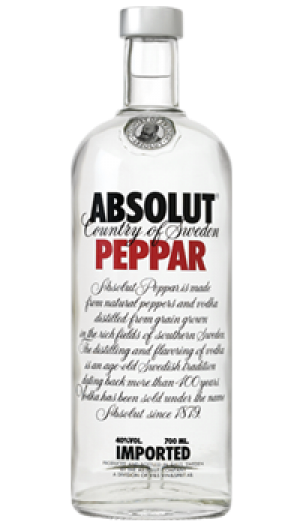 ABSOLUT
Country of Sweden
PEPPAR
Absolut Peppar is made
from natural peppers and vodka
distilled from grain grown
in the rich fields of southern Sweden.
The distilling and flavoring of vodka
is an age-old Swedish tradition
dating back more than 400 years.
Vodka has been sold under the name
Absolut since 1879.
40%VOL. 700 ML.
IMPORTED